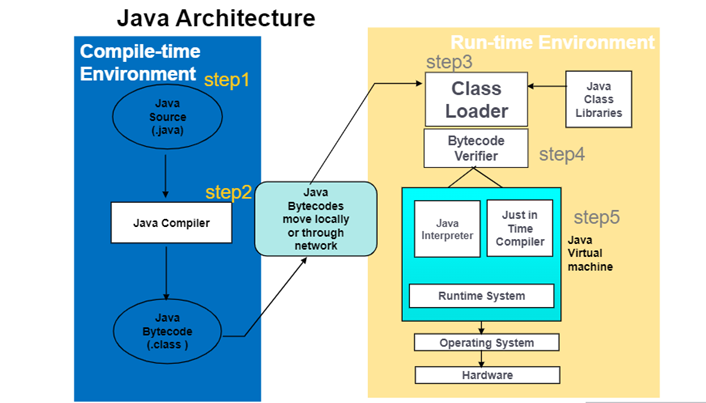 Java Architecture
Compile-time
Environment
step1
Java
Source
(.java)
step2
Java Compiler
Java
Bytecode
(.class )
Java
Bytecodes
move locally
or through
network
Run-time Environment
step3
Class
Loader
Java
Class
Libraries
Bytecode
Verifier
step4
Java
Interpreter
Just in
Time
Compiler
step5
Java
Virtual
machine
Runtime System
Operating System
Hardware